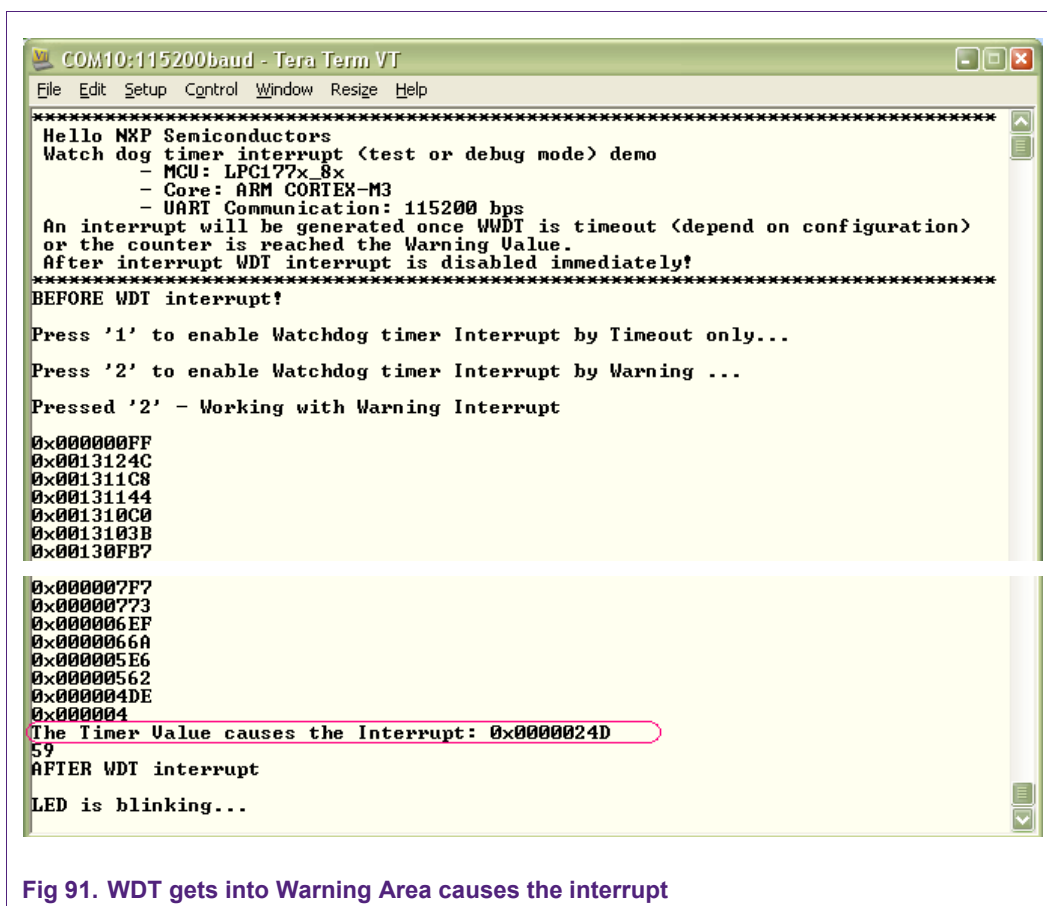 COM10:115200baud - Tera Term VT
File Edit Setup Control Window Resize Help
*************************************************************************
Hello NXP Semiconductors
Watch dog timer interrupt (test or debug mode) demo
- MCU: LPC177x_8x
- Core: ARM CORTEX-M3
- UART Communication: 115200 bps
An interrupt will be generated once WWDT is timeout (depend on configuration)
or the counter is reached the Warning Value.
After interrupt WDT interrupt is disabled immediately!
*************************************************************************
BEFORE WDT interrupt!
Press '1' to enable Watchdog timer Interrupt by Timeout only...
Press '2' to enable Watchdog timer Interrupt by Warning ...
Pressed '2' - Working with Warning Interrupt
0x000000FF
0x0013124C
0x001311C8
0x00131144
0x001310C0
0x0013103B
0x00130FB7
0x000007F7
0x00000773
0x000006EF
0x0000066A
0x000005E6
0x00000562
0x000004DE
0x000004
The Timer Value causes the Interrupt: 0x0000024D
59
AFTER WDT interrupt
LED is blinking...
Fig 91. WDT gets into Warning Area causes the interrupt